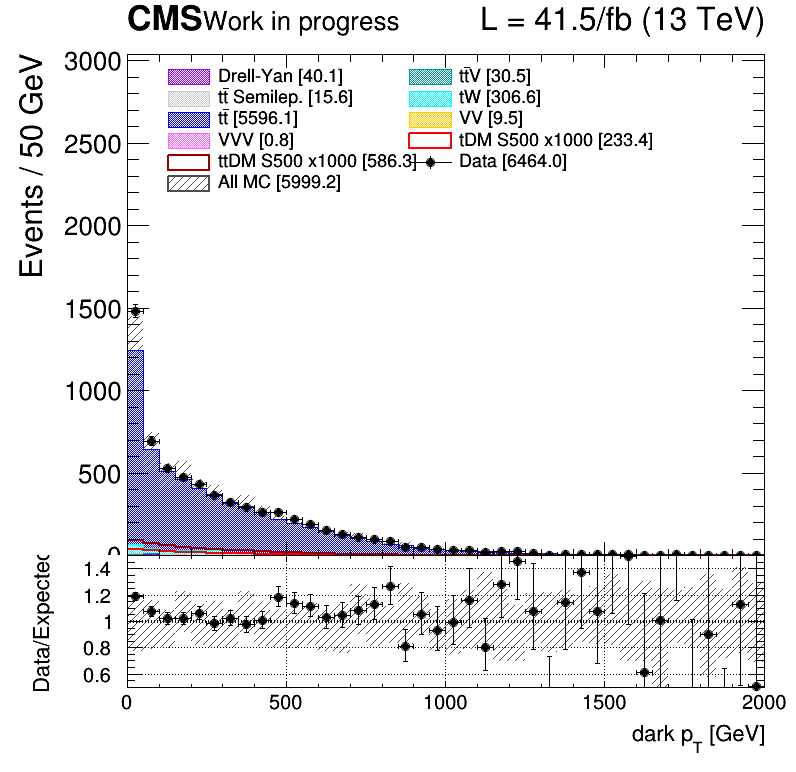 CMS Work in progress L = 41.5/fb (13 TeV)
Events / 50 GeV
3000
2500
2000
1500
1000
500
0
Drell-Yan [40.1] tt̄V [30.5]
tt̄ Semilep. [15.6] tW [306.6]
tt̄ [5596.1] VV [9.5]
VVV [0.8] tDM S500 x1000 [233.4]
ttDM S500 x1000 [586.3] Data [6464.0]
All MC [5999.2]
Data/Expected
1.4
1.2
1
0.8
0.6
0 500 1000 1500 2000
dark p_T [GeV]